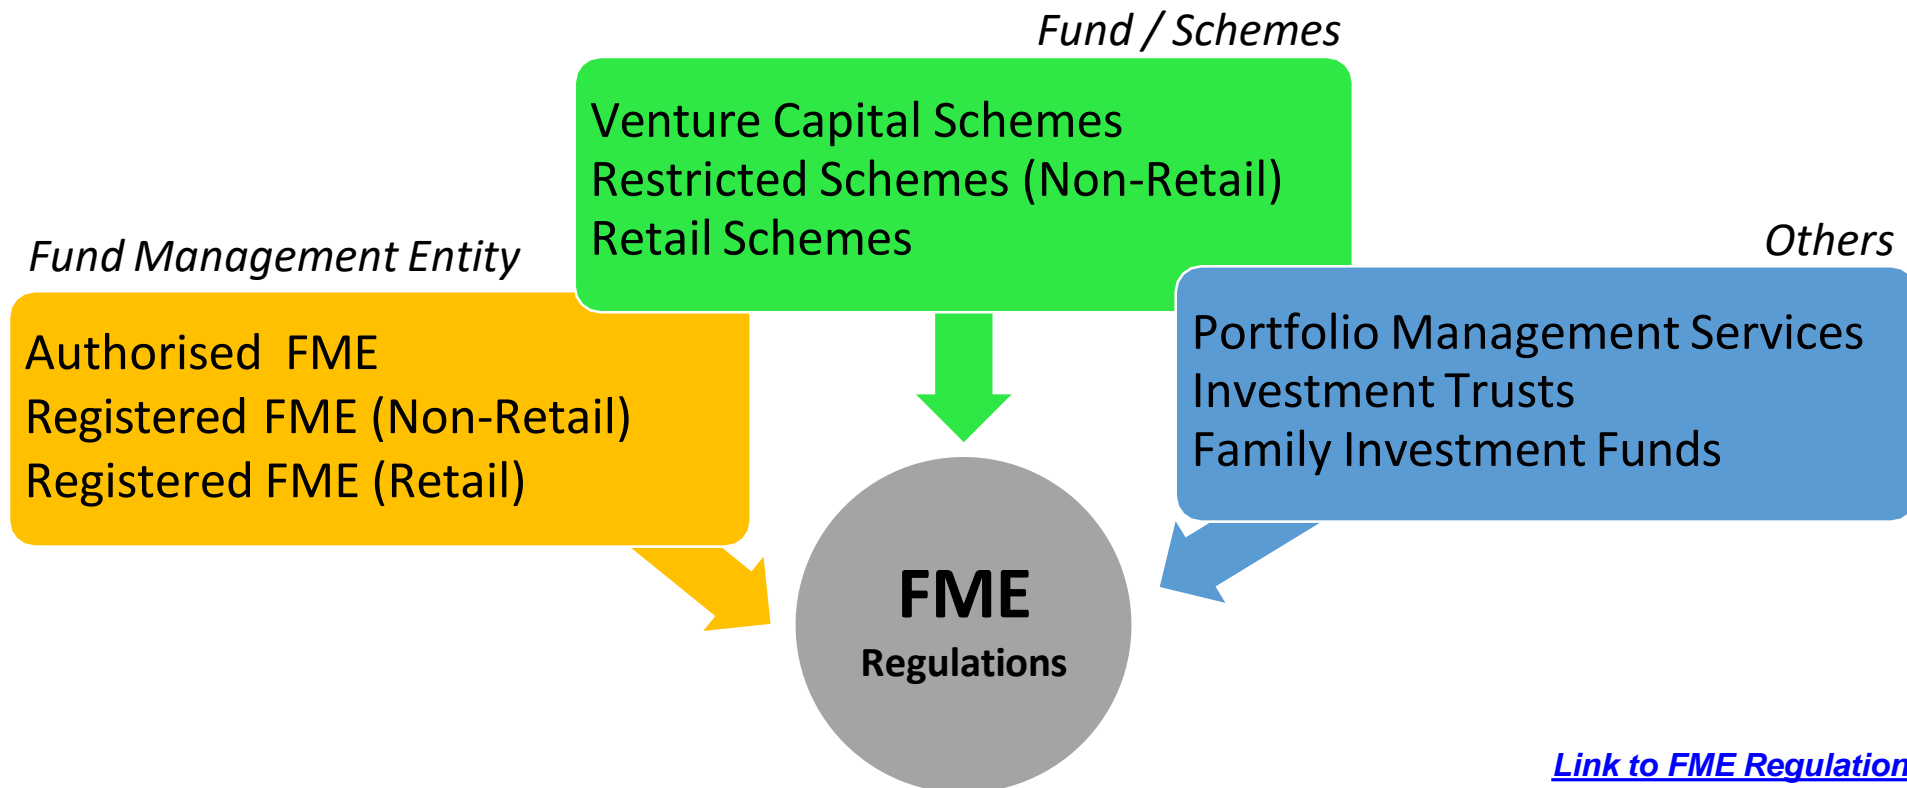 Fund / Schemes
Venture Capital Schemes
Restricted Schemes (Non-Retail)
Retail Schemes
Fund Management Entity
Authorised FME
Registered FME (Non-Retail)
Registered FME (Retail)
Others
Portfolio Management Services
Investment Trusts
Family Investment Funds
FME
Regulations
Link to FME Regulation